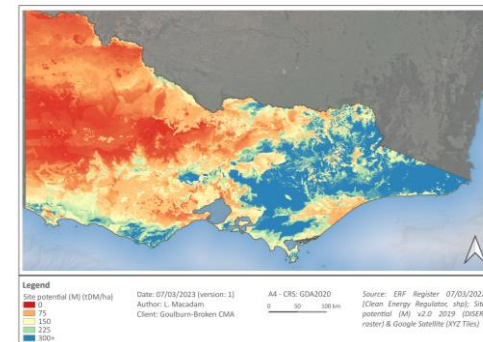 Legend
Site potential (M) (tDM/ha)
0
75
150
225
300+
Date: 07/03/2023 (version: 1)
Author: L. Macadam
Client: Goulburn-Broken CMA
A4 - CRS: GDA2020
0 50 100 km
Source: ERF Register 07/03/2023
(Clean Energy Regulator, shp); Site
potential (M) v2.0 2019 (DISER,
raster) & Google Satellite (XYZ Tiles)